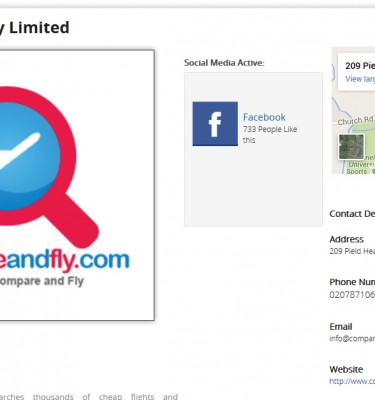 y Limited
Social Media Active:
f
Facebook
733 People Like
this
eandfly.com
Compare and Fly
209 Pield
View larg
Church Rd
Univer
Sports
Contact De
Address
209 Pield Hea
Phone Num
020787106
Email
info@compar
Website
http://www.co
arches thousands of cheap flights and